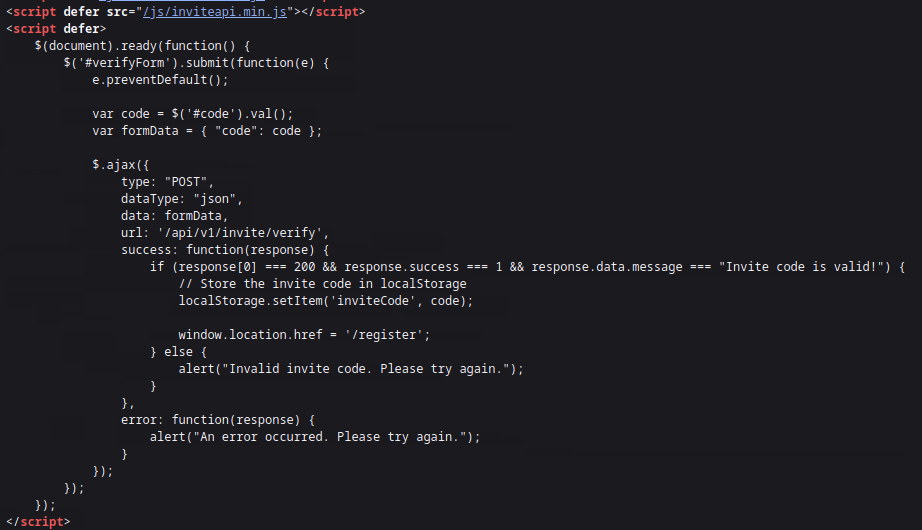 <script defer src="/js/inviteapi.min.js"></script>
<script defer>
    $(document).ready(function() {
        $('#verifyForm').submit(function(e) {
            e.preventDefault();

            var code = $('#code').val();
            var formData = { "code": code };

            $.ajax({
                type: "POST",
                dataType: "json",
                data: formData,
                url: '/api/v1/invite/verify',
                success: function(response) {
                    if (response[0] === 200 && response.success === 1 && response.data.message === "Invite code is valid!") {
                        // Store the invite code in localStorage
                        localStorage.setItem('inviteCode', code);

                        window.location.href = '/register';
                    } else {
                        alert("Invalid invite code. Please try again.");
                    }
                },
                error: function(response) {
                    alert("An error occurred. Please try again.");
                }
            });
        });
    });
</script>